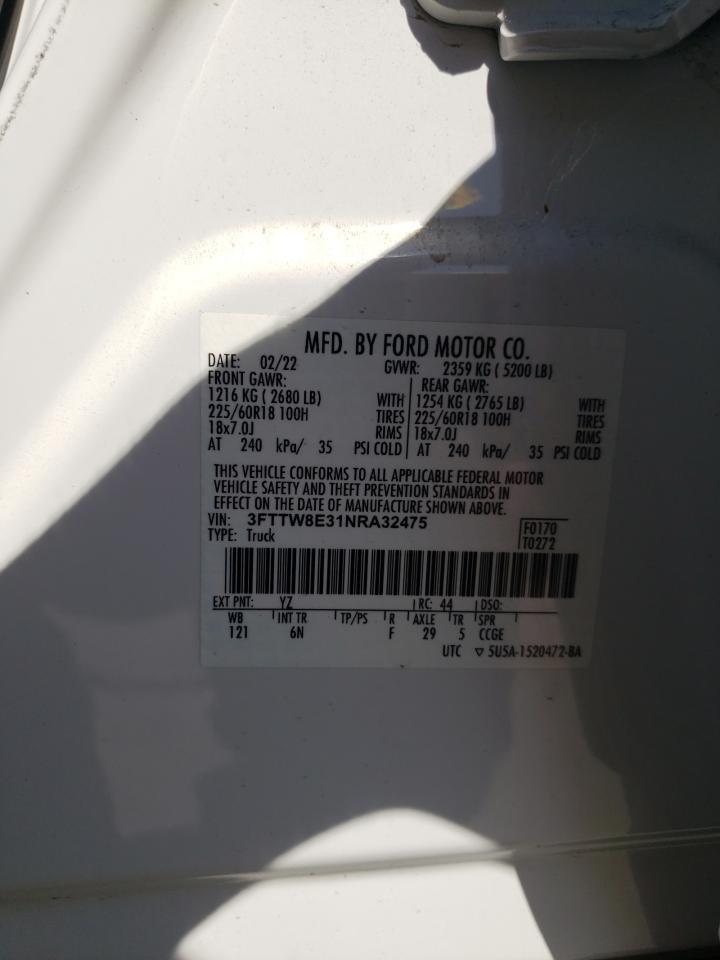 MFD. BY FORD MOTOR CO.
DATE: 02/22 GVWR: 2359 KG ( 5200 LB)
FRONT GAWR: REAR GAWR:
1216 KG ( 2680 LB) WITH 1254 KG ( 2765 LB) WITH
225/60R18 100H TIRES 225/60R18 100H TIRES
18x7.0J RIMS 18x7.0J RIMS
AT 240 kPa/ 35 PSI COLD AT 240 kPa/ 35 PSI COLD
THIS VEHICLE CONFORMS TO ALL APPLICABLE FEDERAL MOTOR
VEHICLE SAFETY AND THEFT PREVENTION STANDARDS IN
EFFECT ON THE DATE OF MANUFACTURE SHOWN ABOVE.
VIN: 3FTTW8E31NRA32475 F0170
TYPE: Truck T0272
EXT PNT: YZ RC: 44 DSO:
WB INT TR TP/PS R AXLE TR SPR
121 6N F 29 5 CCGE
UTC ▽ 5U5A-1520472-BA